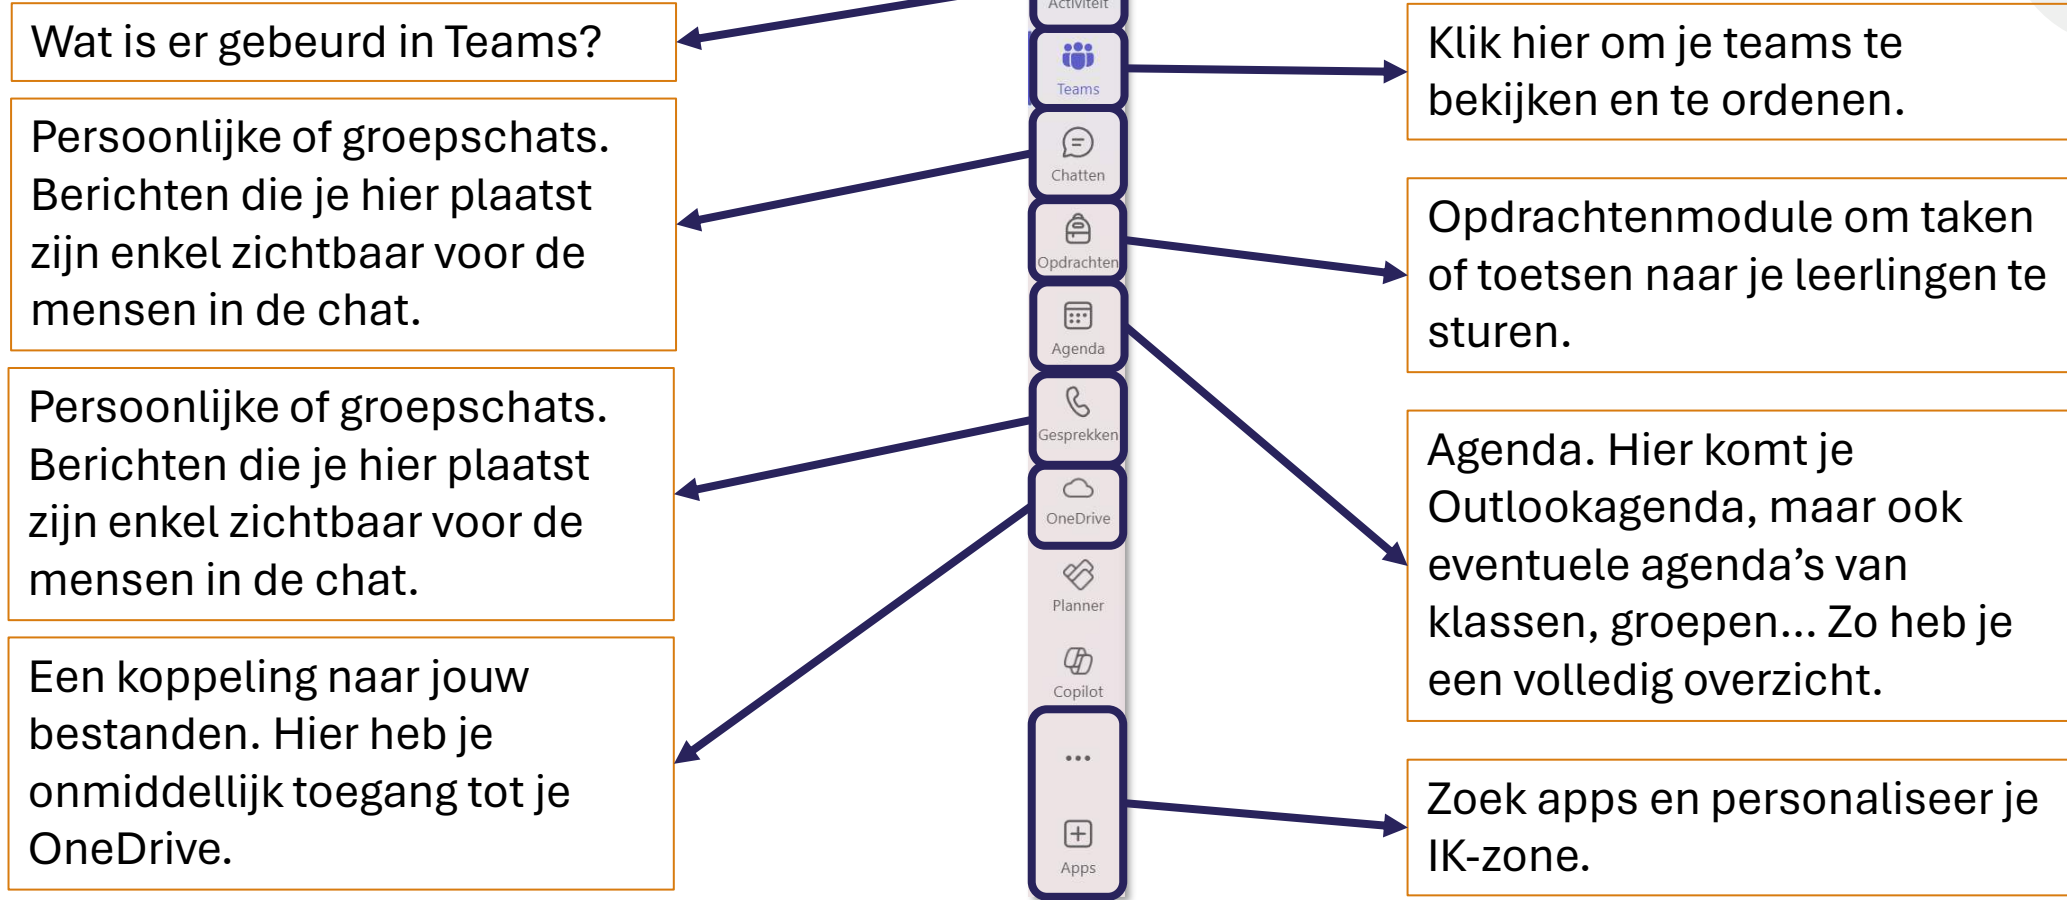 Wat is er gebeurd in Teams?
Persoonlijke of groepschats.
Berichten die je hier plaatst
zijn enkel zichtbaar voor de
mensen in de chat.
Persoonlijke of groepschats.
Berichten die je hier plaatst
zijn enkel zichtbaar voor de
mensen in de chat.
Een koppeling naar jouw
bestanden. Hier heb je
onmiddellijk toegang tot je
OneDrive.
Activiteit
Teams
Chatten
Opdrachten
Agenda
Gesprekken
OneDrive
Planner
Copilot
Apps
Klik hier om je teams te
bekijken en te ordenen.
Opdrachtenmodule om taken
of toetsen naar je leerlingen te
sturen.
Agenda. Hier komt je
Outlookagenda, maar ook
eventuele agenda’s van
klassen, groepen... Zo heb je
een volledig overzicht.
Zoek apps en personaliseer je
IK-zone.